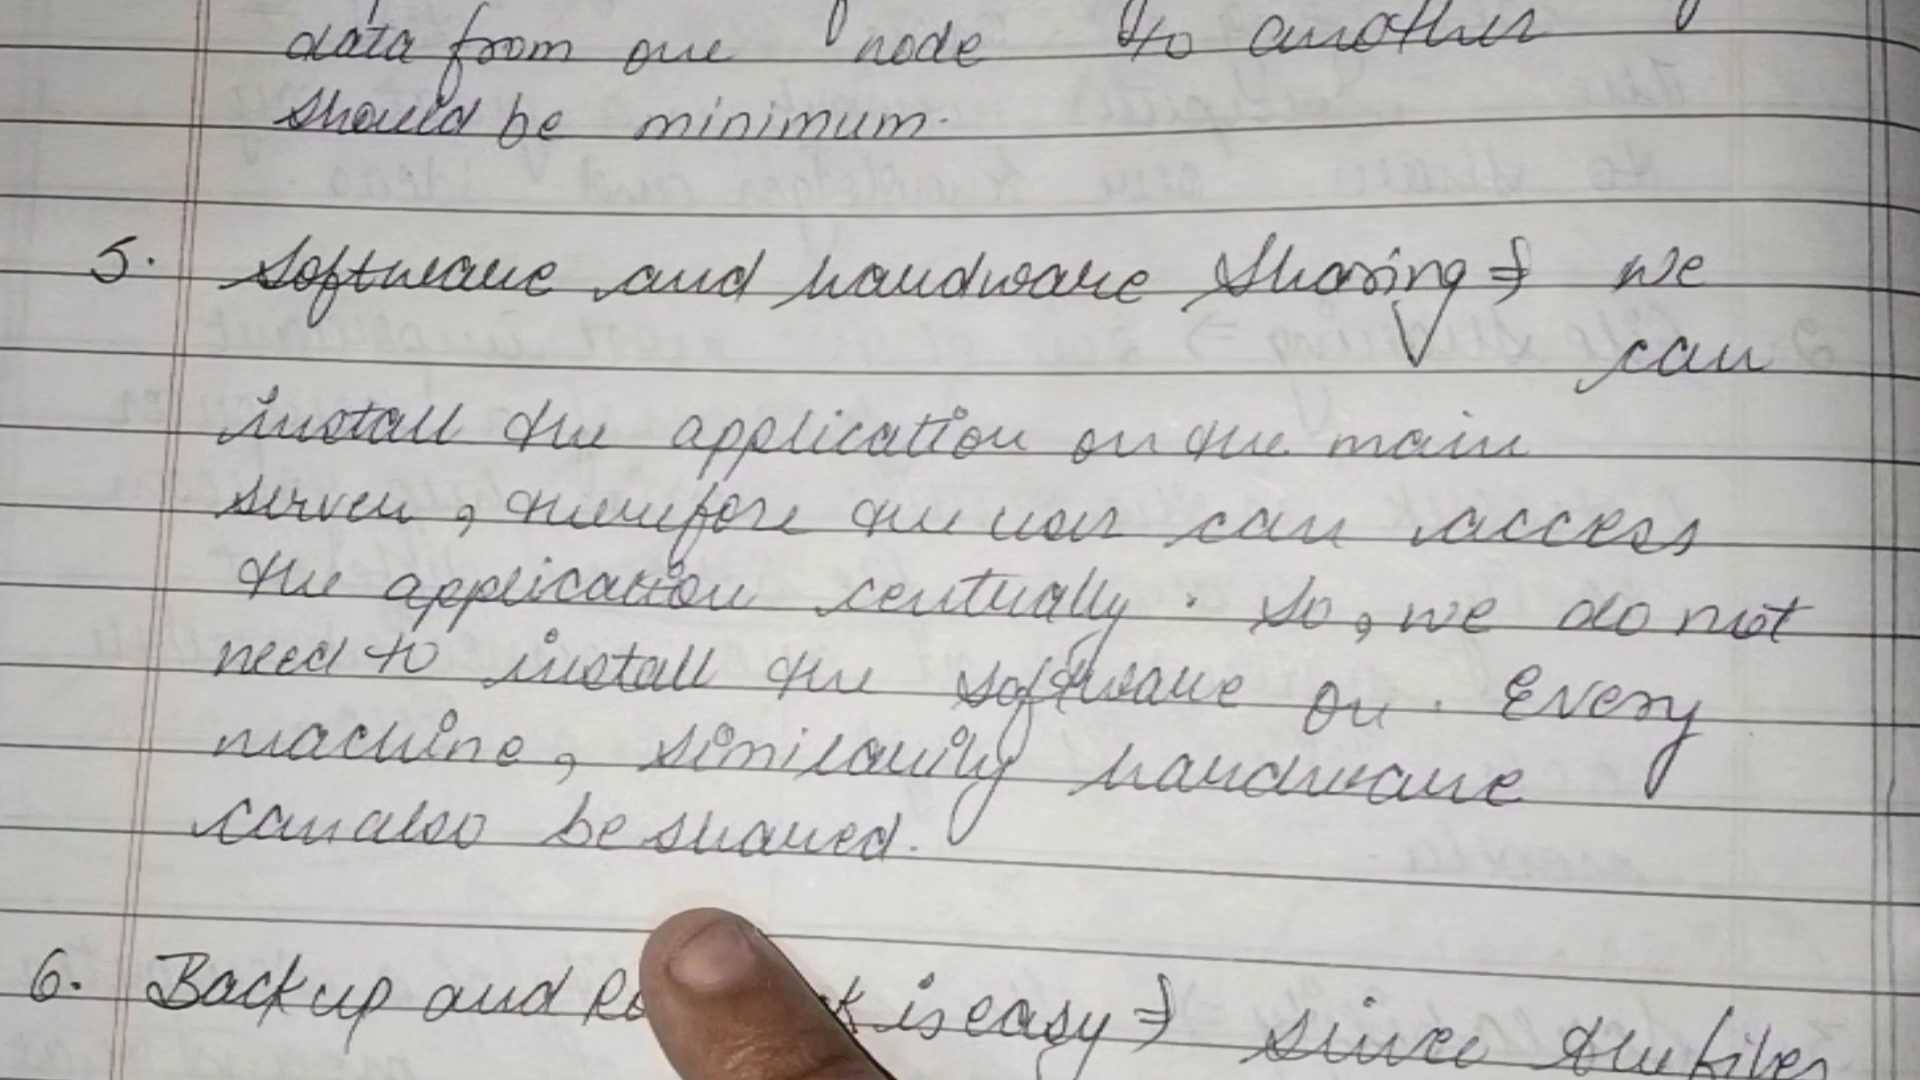 data from one node to another
should be minimum.
5. Software and hardware Sharing → we
can
install the application on the main
server, therefore the user can access
the application centrally. So, we do not
need to install the software on. Every
machine, similarily hardware
can also be shared.
6. Backup and is easy → since the files